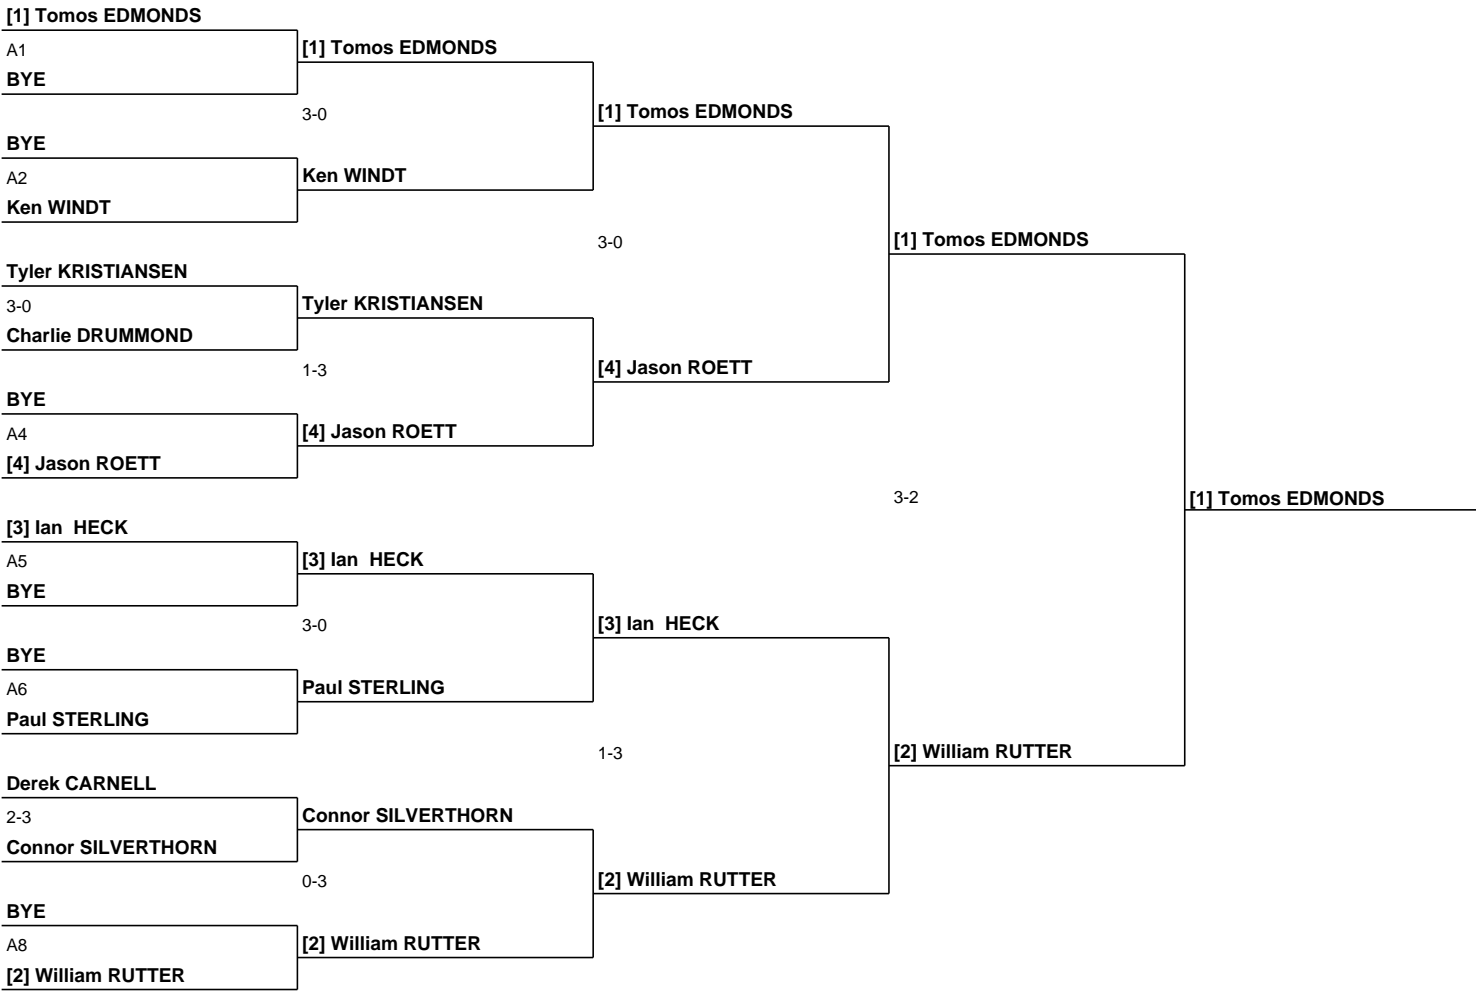 [1] Tomos EDMONDS
A1
BYE
[1] Tomos EDMONDS
3-0
BYE
A2
Ken WINDT
Ken WINDT
[1] Tomos EDMONDS
3-0
Tyler KRISTIANSEN
3-0
Charlie DRUMMOND
Tyler KRISTIANSEN
1-3
BYE
A4
[4] Jason ROETT
[4] Jason ROETT
[4] Jason ROETT
[1] Tomos EDMONDS
3-2
[1] Tomos EDMONDS
[3] Ian  HECK
A5
BYE
[3] Ian  HECK
3-0
BYE
A6
Paul STERLING
Paul STERLING
[3] Ian  HECK
1-3
Derek CARNELL
2-3
Connor SILVERTHORN
Connor SILVERTHORN
0-3
BYE
A8
[2] William RUTTER
[2] William RUTTER
[2] William RUTTER
[2] William RUTTER